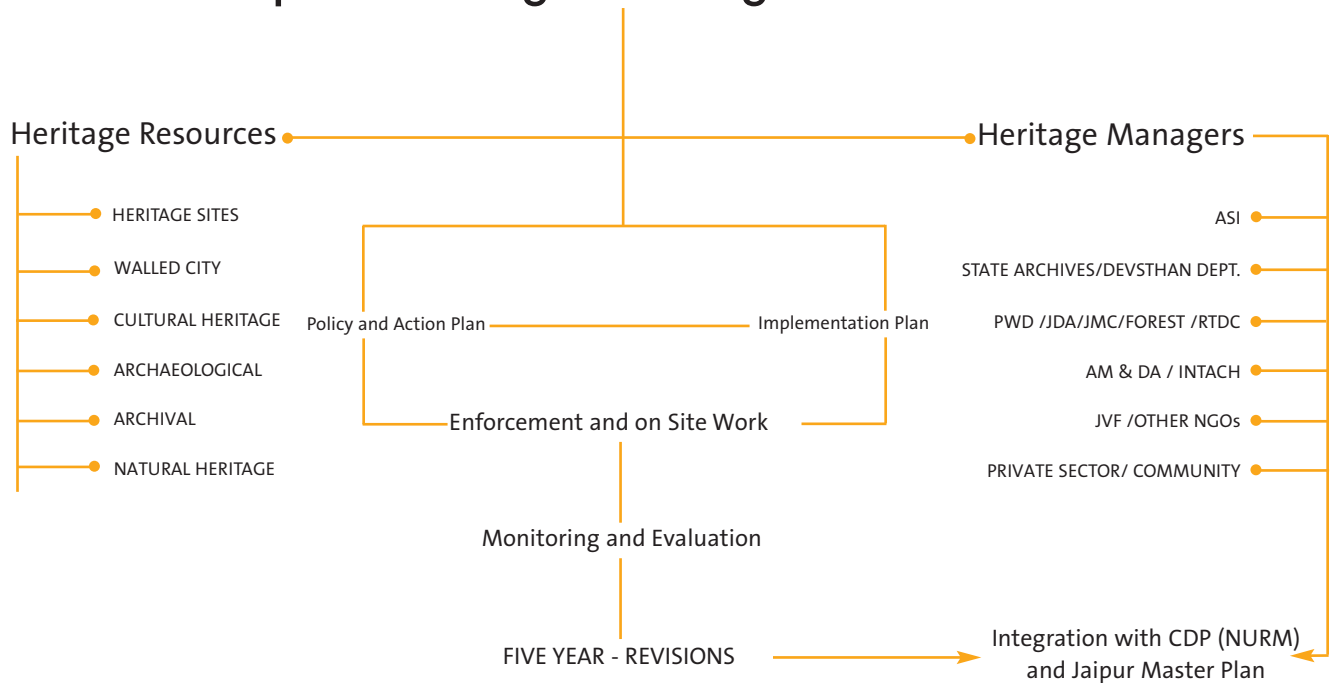 Heritage Resources
HERITAGE SITES
WALLED CITY
CULTURAL HERITAGE
ARCHAEOLOGICAL
ARCHIVAL
NATURAL HERITAGE
Policy and Action Plan
Implementation Plan
Enforcement and on Site Work
Monitoring and Evaluation
FIVE YEAR - REVISIONS
Heritage Managers
ASI
STATE ARCHIVES/DEVSTHAN DEPT.
PWD /JDA/JMC/FOREST /RTDC
AM & DA / INTACH
JVF /OTHER NGOs
PRIVATE SECTOR/ COMMUNITY
Integration with CDP (NURM)
and Jaipur Master Plan